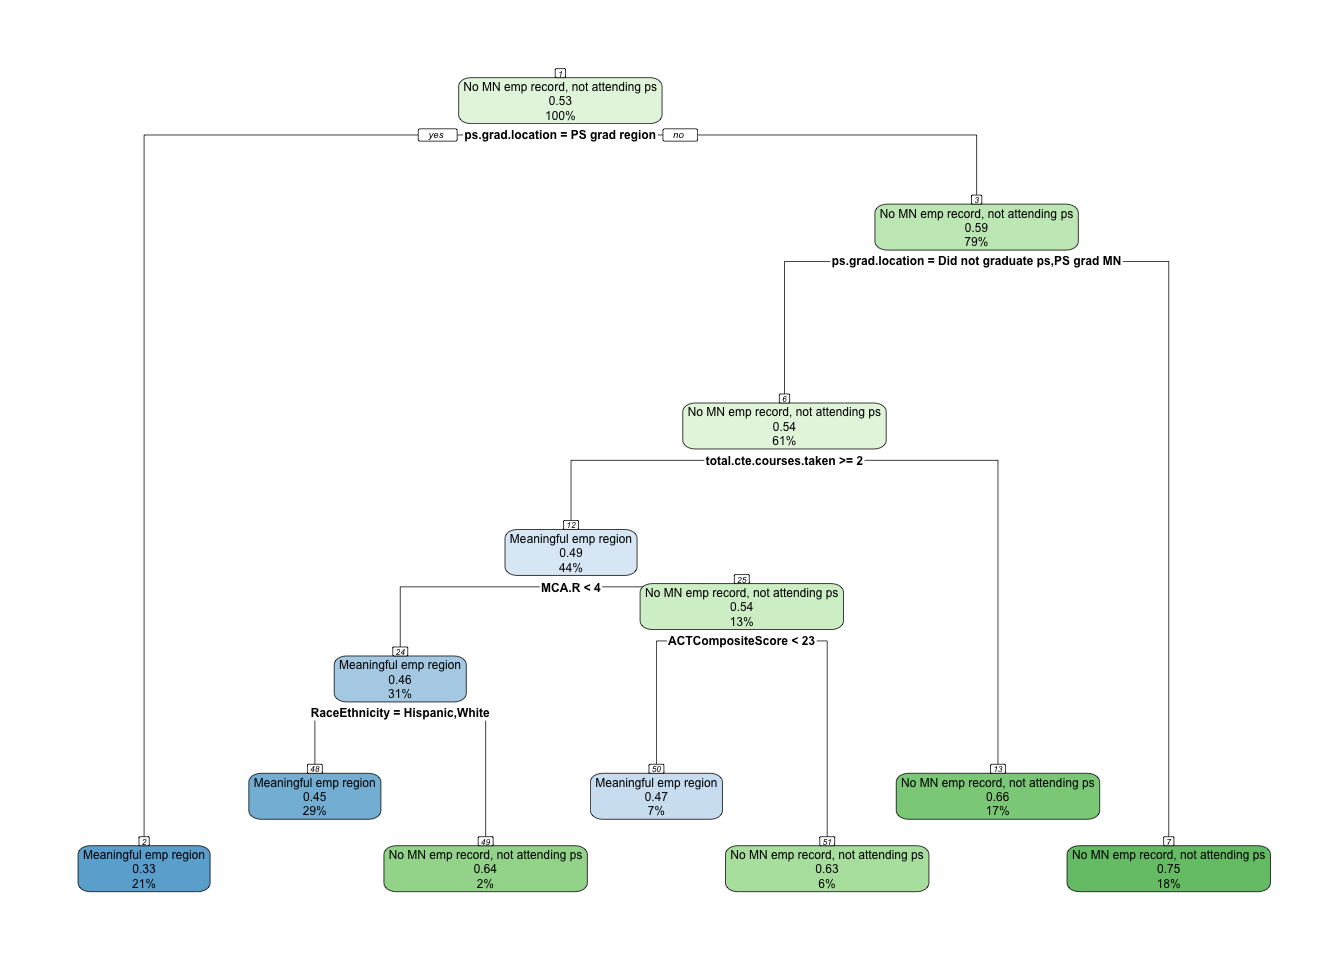 1
No MN emp record, not attending ps
0.53
100%
yes
ps.grad.location = PS grad region
no
3
No MN emp record, not attending ps
0.59
79%
ps.grad.location = Did not graduate ps,PS grad MN
6
No MN emp record, not attending ps
0.54
61%
total.cte.courses.taken >= 2
12
Meaningful emp region
0.49
44%
MCA.R < 4
25
No MN emp record, not attending ps
0.54
13%
ACTCompositeScore < 23
24
Meaningful emp region
0.46
31%
RaceEthnicity = Hispanic,White
48
Meaningful emp region
0.45
29%
50
Meaningful emp region
0.47
7%
13
No MN emp record, not attending ps
0.66
17%
2
Meaningful emp region
0.33
21%
49
No MN emp record, not attending ps
0.64
2%
51
No MN emp record, not attending ps
0.63
6%
7
No MN emp record, not attending ps
0.75
18%